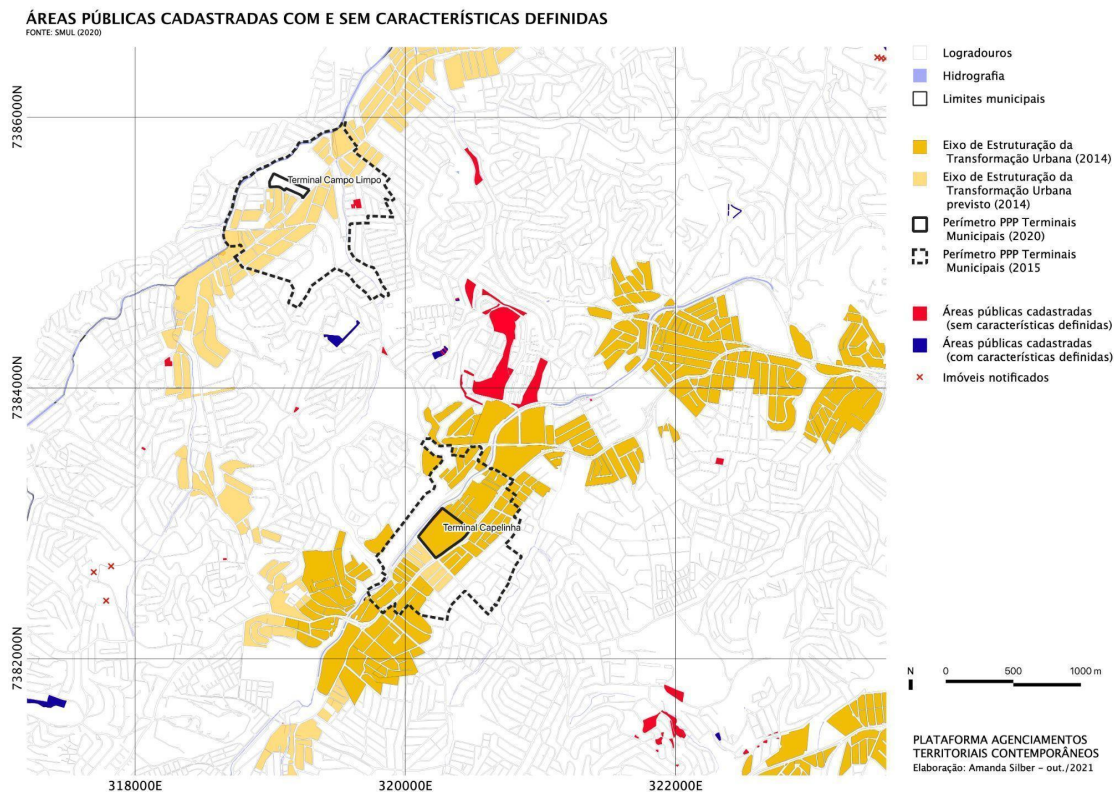 ÁREAS PÚBLICAS CADASTRADAS COM E SEM CARACTERÍSTICAS DEFINIDAS
FONTE: SMUL (2020)
Logradouros
Hidrografia
Limites municipais
Eixo de Estruturação da
Transformação Urbana (2014)
Eixo de Estruturação da
Transformação Urbana
previsto (2014)
Perímetro PPP Terminais
Municipais (2020)
Perímetro PPP Terminais
Municipais (2015
Áreas públicas cadastradas
(sem características definidas)
Áreas públicas cadastradas
(com características definidas)
Imóveis notificados
7386000N
7384000N
7382000N
Terminal Campo Limpo
Terminal Capelinha
318000E
320000E
322000E
N
0 500 1000 m
PLATAFORMA AGENCIAMENTOS
TERRITORIAIS CONTEMPORÂNEOS
Elaboração: Amanda Silber – out./2021